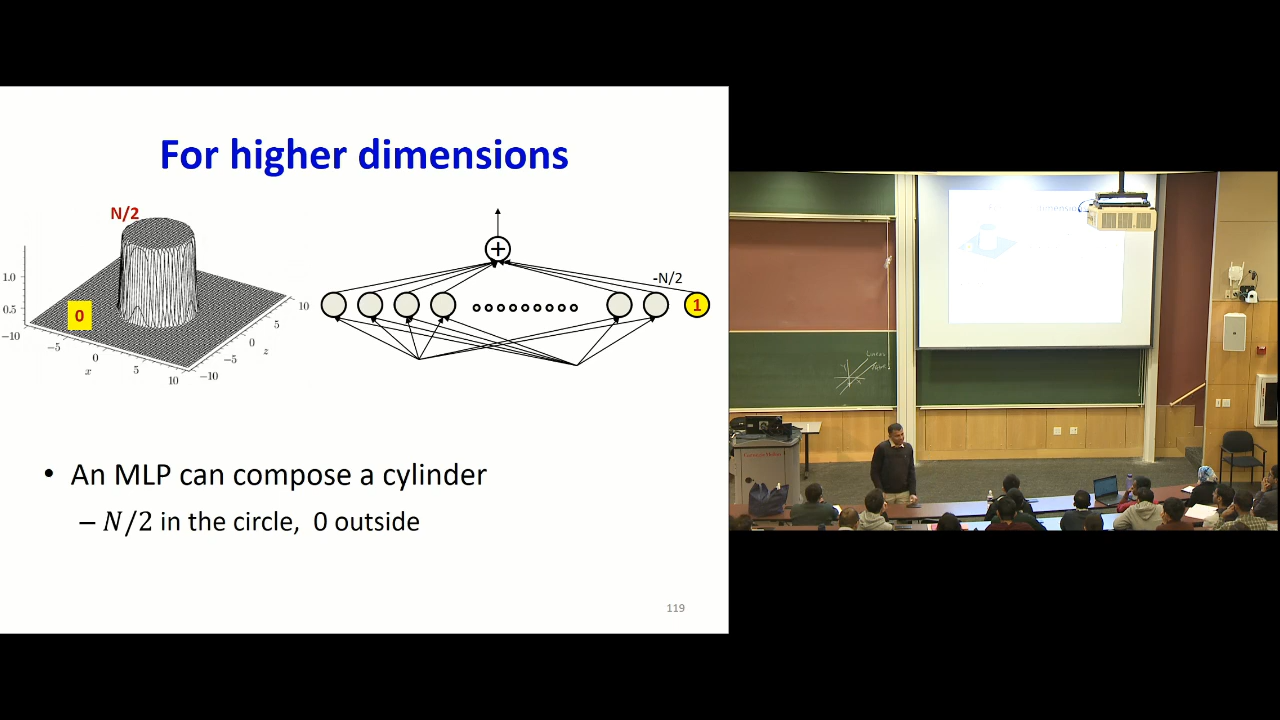 For higher dimensions
N/2
1.0
0.5
0
−10
−5
0
5
10
x
−10
−5
0
5
10
z
+
-N/2
1
• An MLP can compose a cylinder
– N/2 in the circle, 0 outside
119